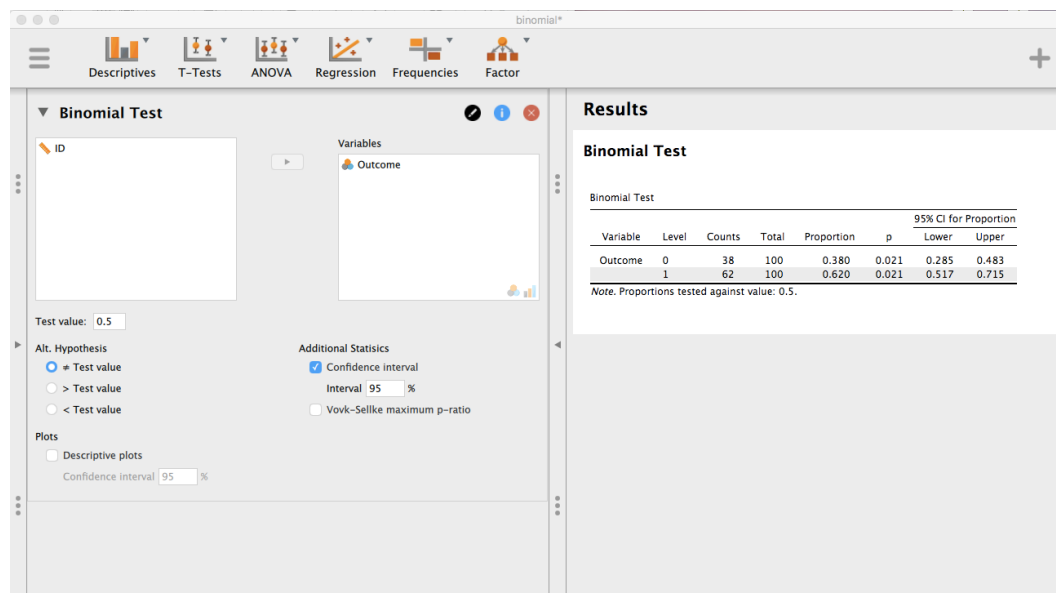 binomial*
Descriptives T-Tests ANOVA Regression Frequencies Factor
Binomial Test
ID
Variables
Outcome
Test value: 0.5
Alt. Hypothesis
≠ Test value
> Test value
< Test value
Additional Statisics
Confidence interval
Interval 95 %
Vovk-Sellke maximum p-ratio
Plots
Descriptive plots
Confidence interval 95 %
Results
Binomial Test
Binomial Test
95% CI for Proportion
Variable Level Counts Total Proportion p Lower Upper
Outcome 0 38 100 0.380 0.021 0.285 0.483
1 62 100 0.620 0.021 0.517 0.715
Note. Proportions tested against value: 0.5.